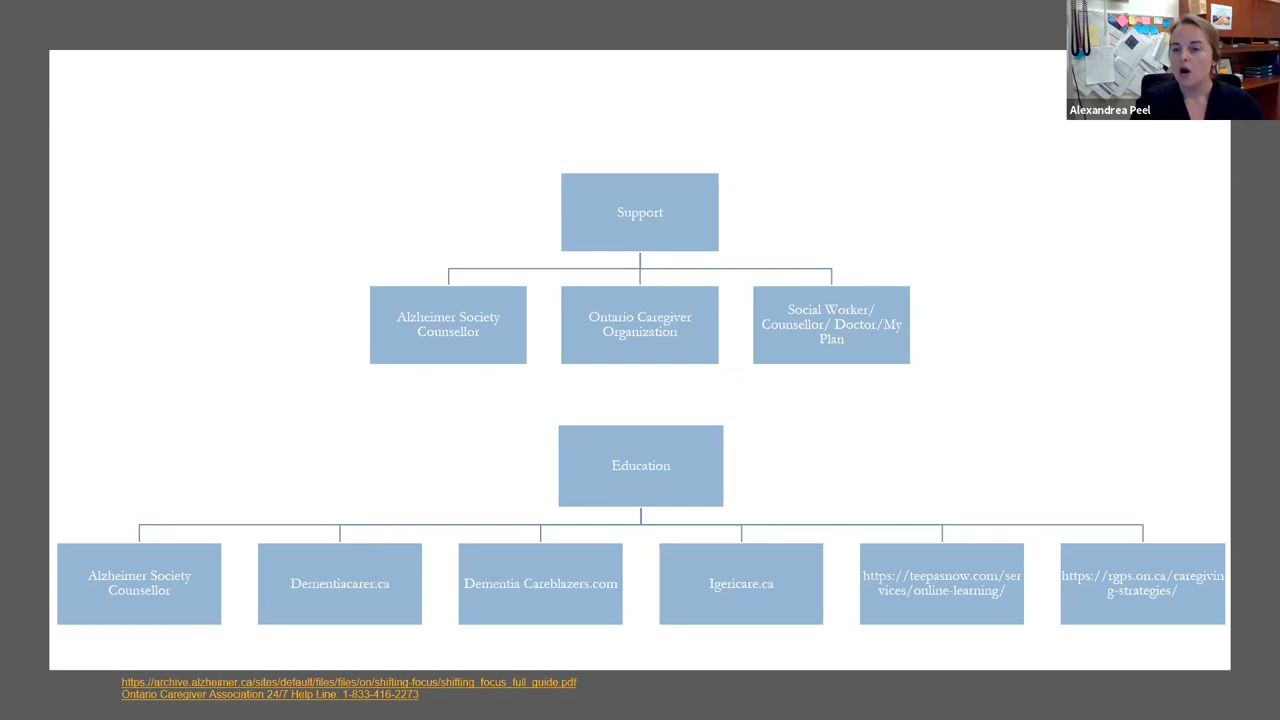 Alexandrea Peel
Support
Alzheimer Society
Counsellor
Ontario Caregiver
Organization
Social Worker/
Counsellor/ Doctor/My
Plan
Education
Alzheimer Society
Counsellor
Dementiacarer.ca
Dementia Careblazers.com
Igericare.ca
https://teepasnow.com/ser
vices/online-learning/
https://rgps.on.ca/caregivin
g-strategies/
https://archive.alzheimer.ca/sites/default/files/files/on/shifting-focus/shifting_focus_full_guide.pdf
Ontario Caregiver Association 24/7 Help Line: 1-833-416-2273